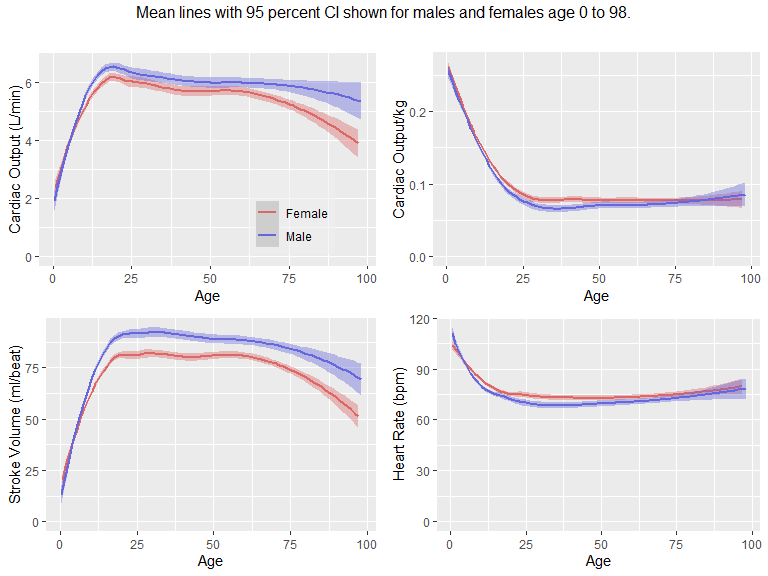 Mean lines with 95 percent CI shown for males and females age 0 to 98.
Cardiac Output (L/min)
6
4
2
0
Female
Male
0 25 50 75 100
Age
Cardiac Output/kg
0.2
0.1
0.0
0 25 50 75 100
Age
Stroke Volume (ml/beat)
75
50
25
0
0 25 50 75 100
Age
Heart Rate (bpm)
120
90
60
30
0
0 25 50 75 100
Age